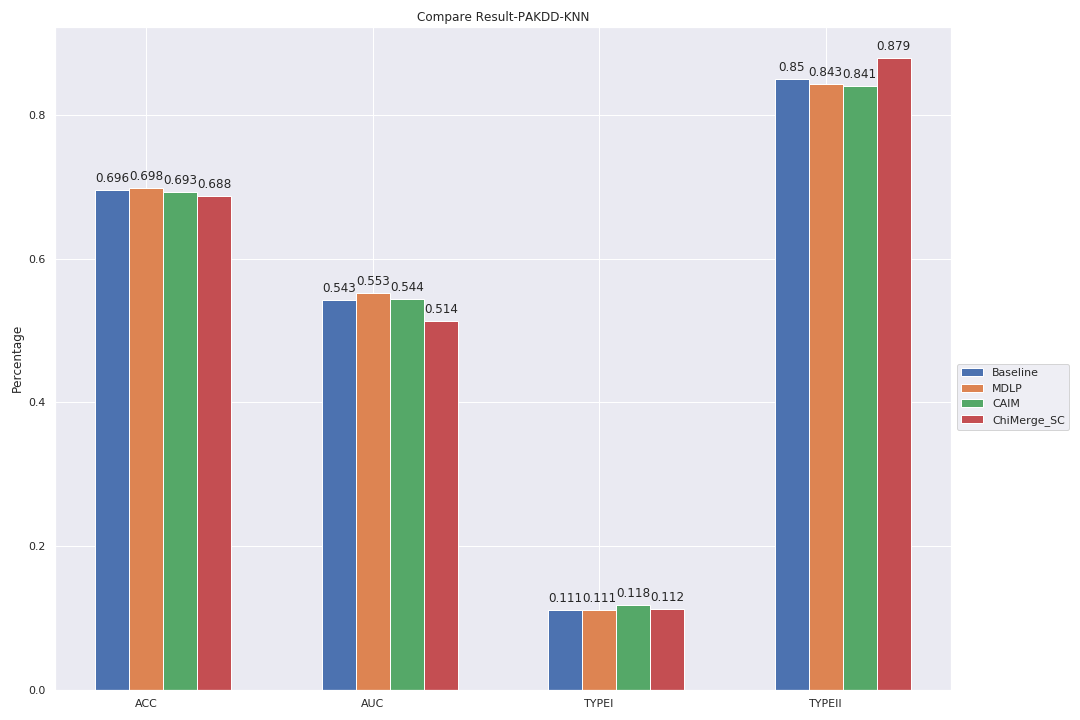 Compare Result-PAKDD-KNN
Percentage
0.8
0.6
0.4
0.2
0.0
0.696 0.698 0.693 0.688
0.543 0.553 0.544 0.514
0.111 0.111 0.118 0.112
0.85 0.843 0.841 0.879
ACC AUC TYPEI TYPEII
Baseline
MDLP
CAIM
ChiMerge_SC